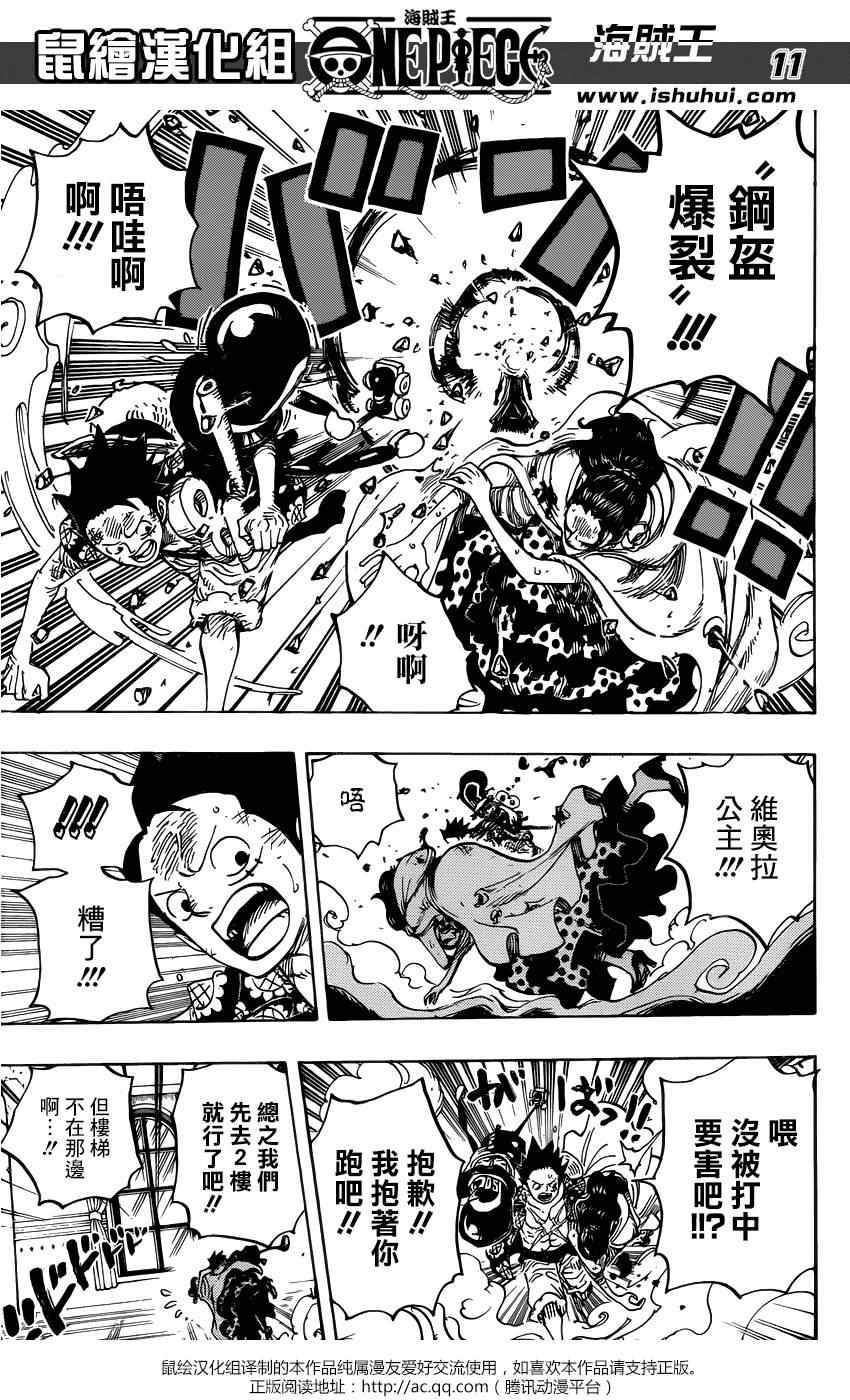 鼠繪漢化組
海賊王
ONE PIECE
海賊王
11
www.ishuhui.com
〝鋼盔
爆裂〞!!!
唔哇啊
啊!!!
呀啊
!!
維奧拉
公主!!!
唔
!!!!
糟了!!!
喂
沒被打中
要害吧!!?
抱歉!!
我抱著你
跑吧!!
總之我們
先去2樓
就行了吧!!
但樓梯
不在那邊
啊…!!
ドドドドド
鼠绘汉化组译制的本作品纯属漫友爱好交流使用，如喜欢本作品请支持正版。
正版阅读地址：http://ac.qq.com（腾讯动漫平台）